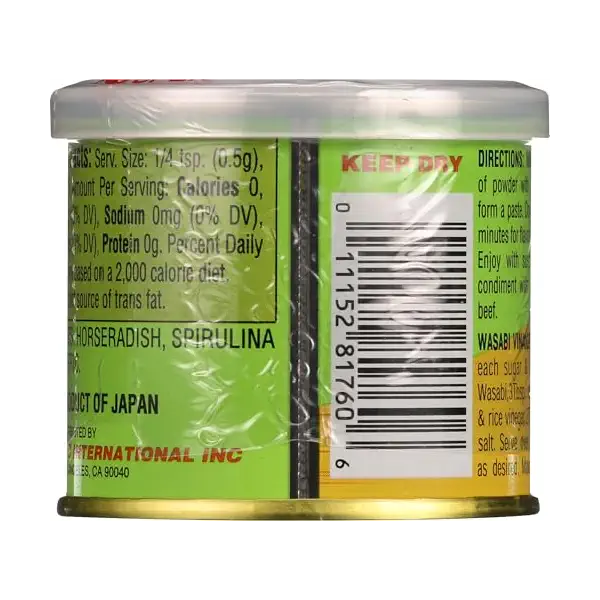 Serv. Size: 1/4 tsp. (0.5g),
Amount Per Serving: Calories 0,
DV), Sodium 0mg (0% DV),
DV), Protein 0g. Percent Daily
based on a 2,000 calorie diet.
source of trans fat.
HORSERADISH, SPIRULINA
OF JAPAN
BY
INTERNATIONAL INC
CA 90040
KEEP DRY
0 11152 81760 6
DIRECTIONS:
of powder with
form a paste.
minutes for
Enjoy with
condiment
beef.
WASABI
each sugar &
Wasabi,
& rice vinegar,
salt.
as desired.